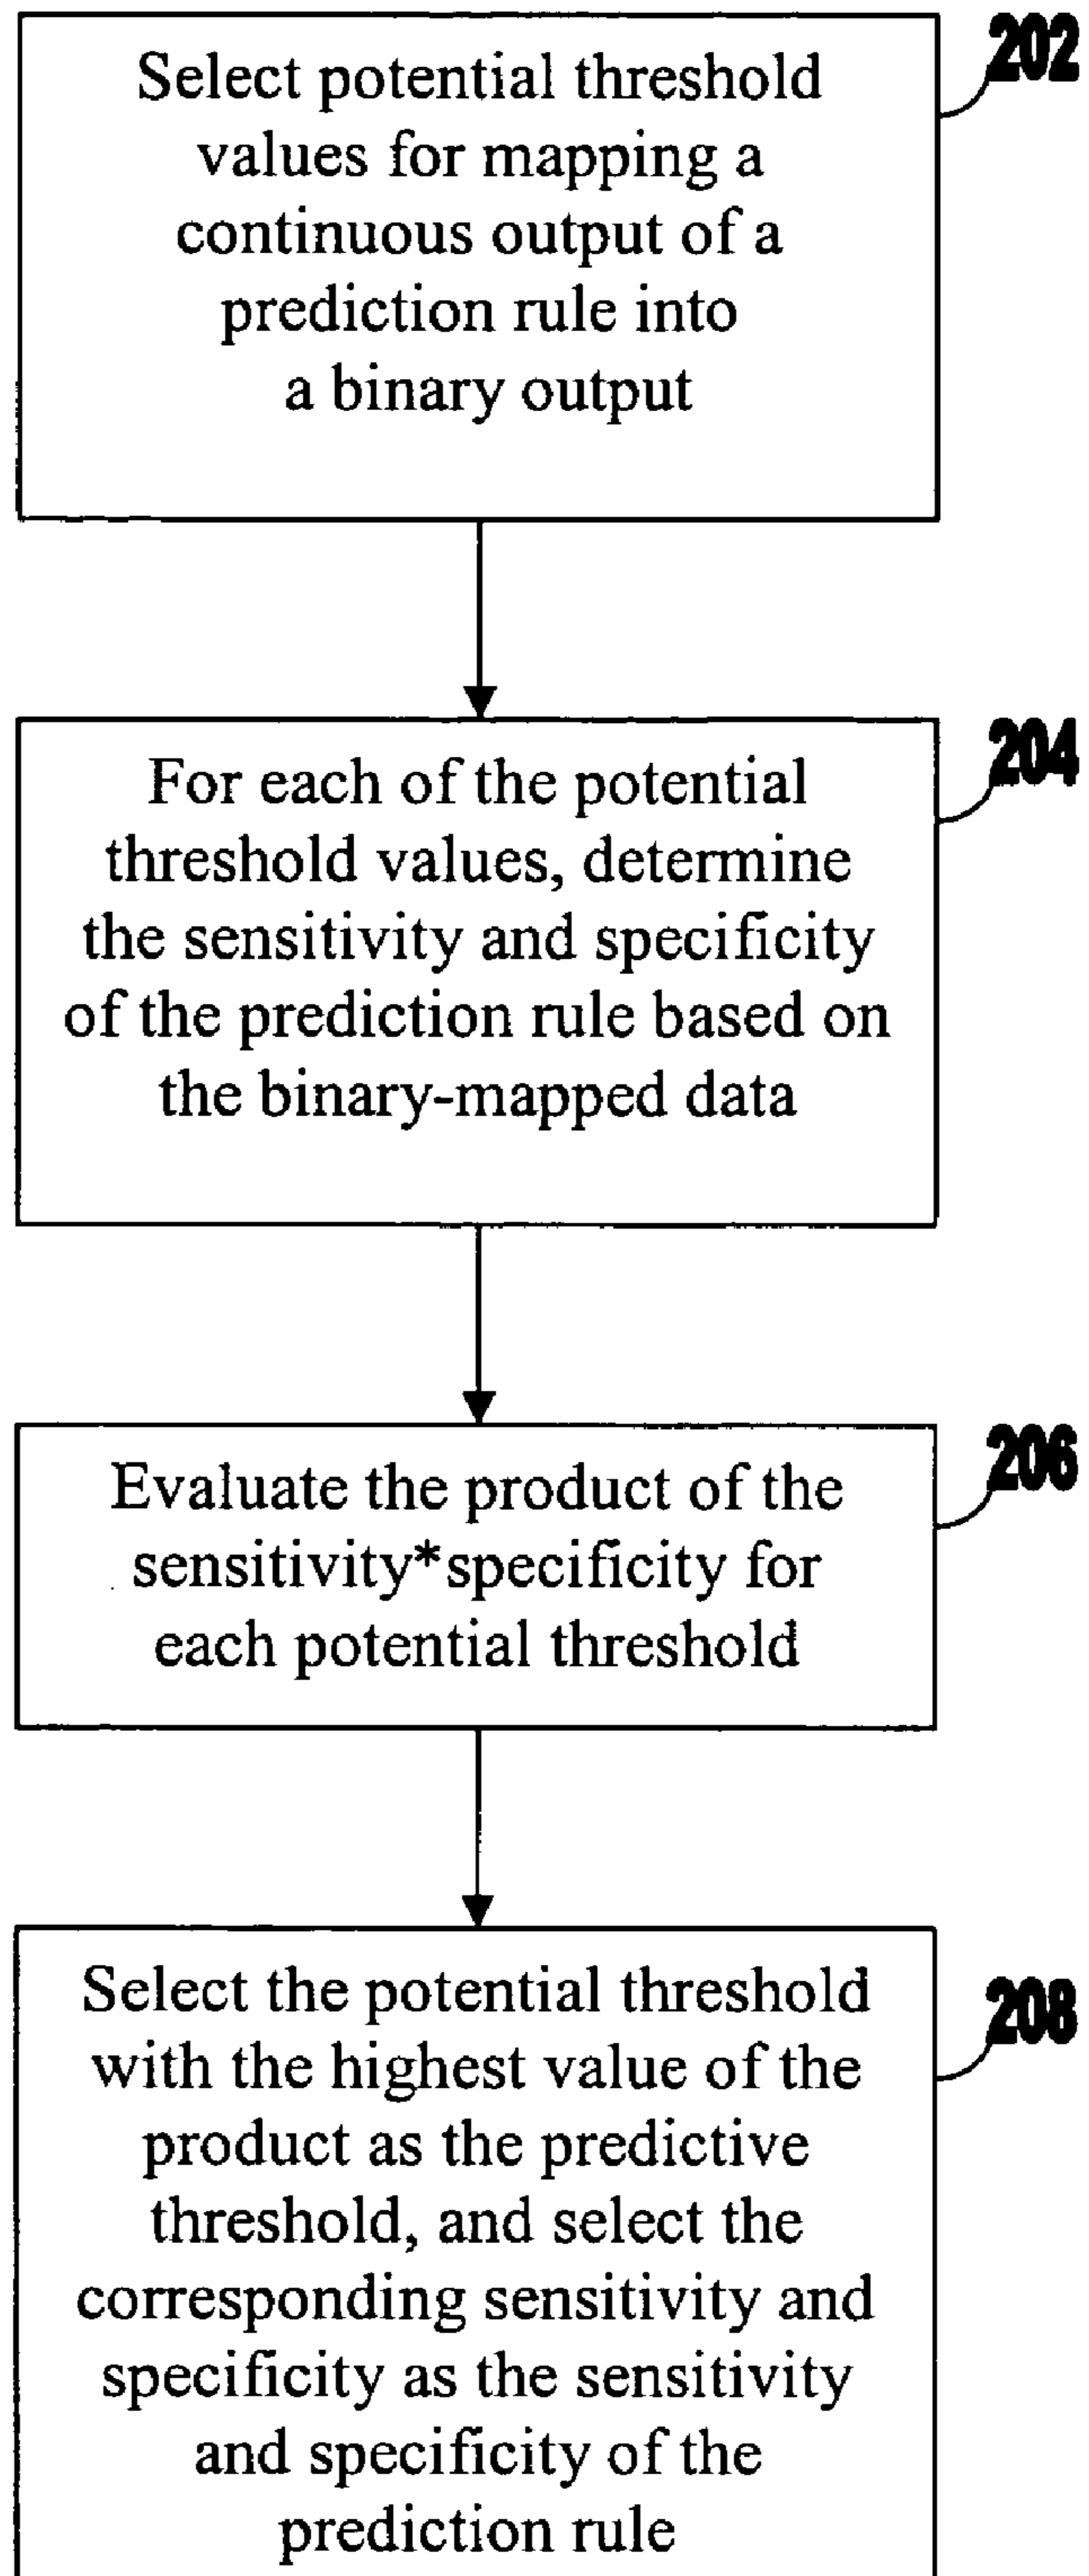 202
Select potential threshold
values for mapping a
continuous output of a
prediction rule into
a binary output
204
For each of the potential
threshold values, determine
the sensitivity and specificity
of the prediction rule based on
the binary-mapped data
206
Evaluate the product of the
sensitivity*specificity for
each potential threshold
208
Select the potential threshold
with the highest value of the
product as the predictive
threshold, and select the
corresponding sensitivity and
specificity as the sensitivity
and specificity of the
prediction rule